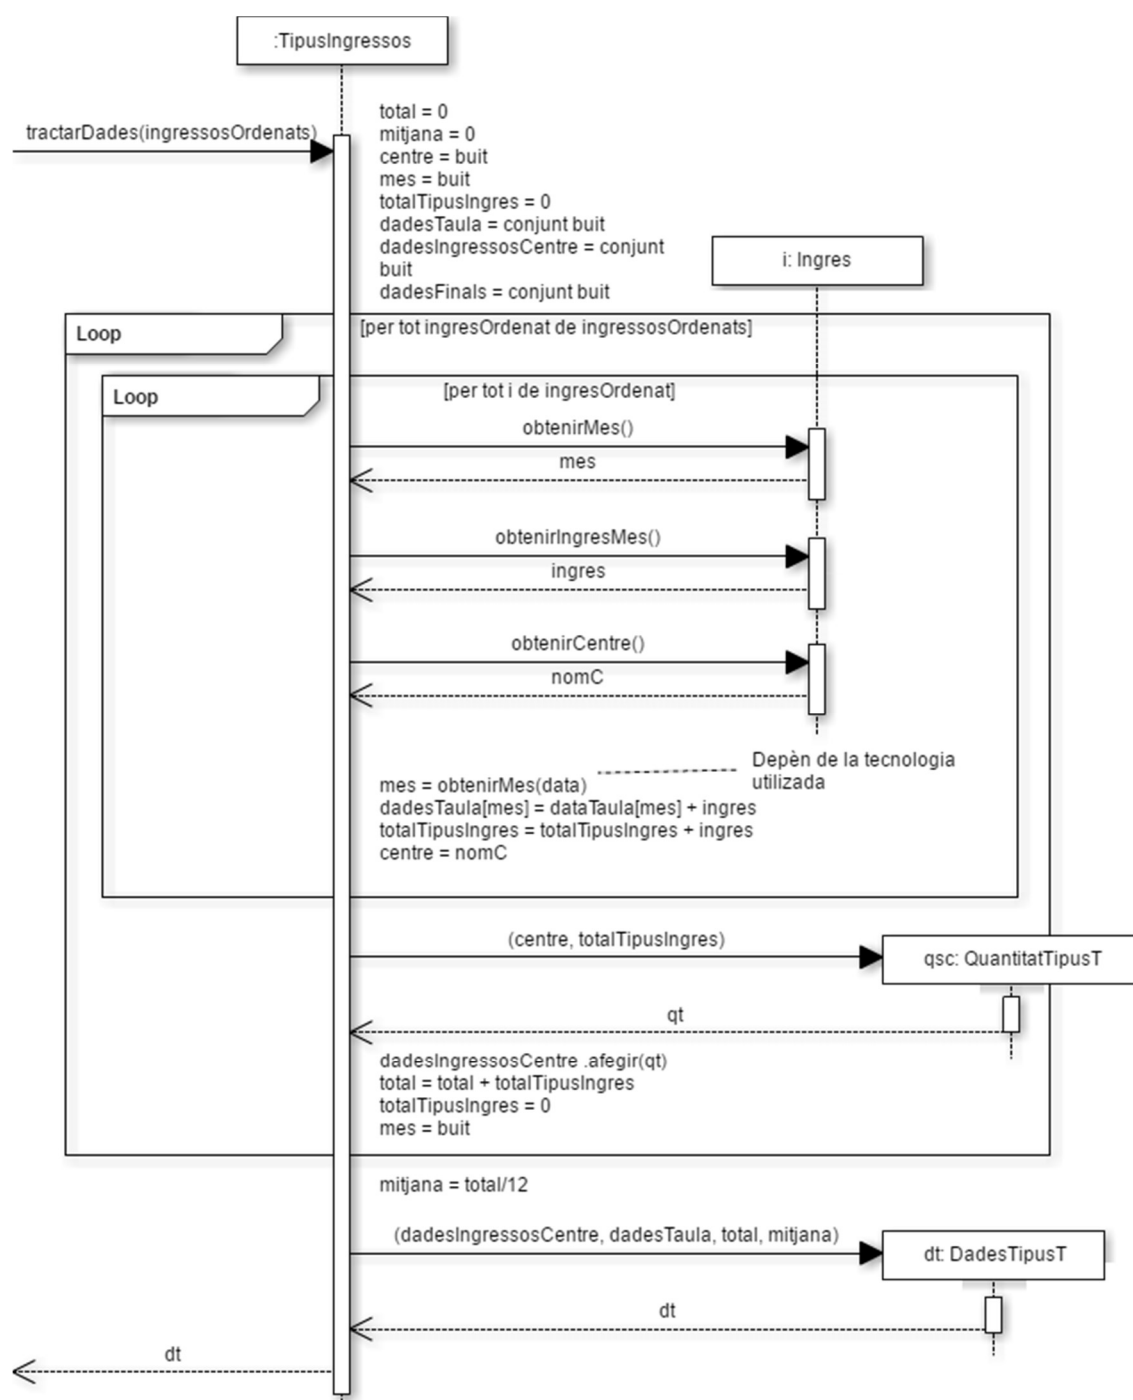 :TipusIngressos
tractarDades(ingressosOrdenats)
total = 0
mitjana = 0
centre = buit
mes = buit
totalTipusIngres = 0
dadesTaula = conjunt buit
dadesIngressosCentre = conjunt
buit
dadesFinals = conjunt buit
i: Ingres
Loop
[per tot ingresOrdenat de ingressosOrdenats]
Loop
[per tot i de ingresOrdenat]
obtenirMes()
mes
obtenirIngresMes()
ingres
obtenirCentre()
nomC
Depèn de la tecnologia
utilizada
mes = obtenirMes(data)
dadesTaula[mes] = dataTaula[mes] + ingres
totalTipusIngres = totalTipusIngres + ingres
centre = nomC
(centre, totalTipusIngres)
qsc: QuantitatTipusT
qt
dadesIngressosCentre .afegir(qt)
total = total + totalTipusIngres
totalTipusIngres = 0
mes = buit
mitjana = total/12
(dadesIngressosCentre, dadesTaula, total, mitjana)
dt: DadesTipusT
dt
dt